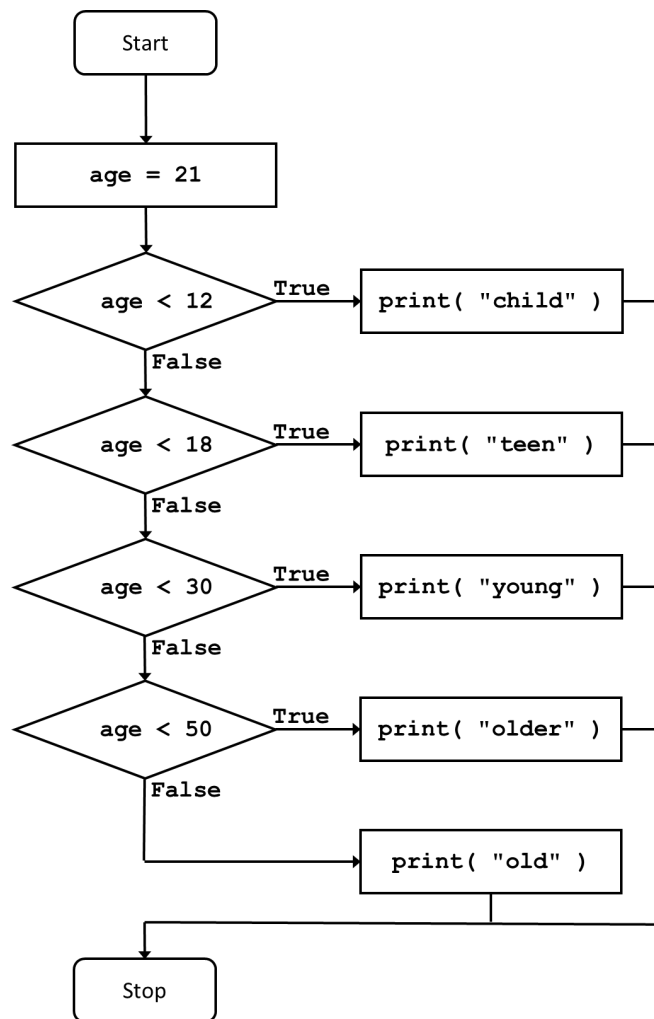 Start
age = 21
age < 12
True
print( "child" )
False
age < 18
True
print( "teen" )
False
age < 30
True
print( "young" )
False
age < 50
True
print( "older" )
False
print( "old" )
Stop